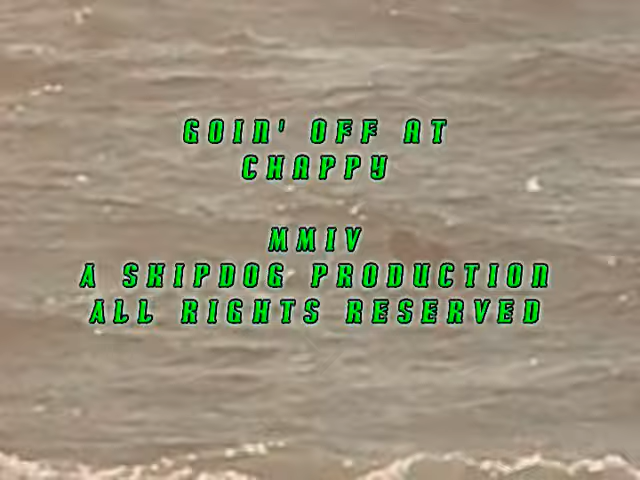 GOIN' OFF AT
CHAPPY
MMIV
A SKIPDOG PRODUCTION
ALL RIGHTS RESERVED